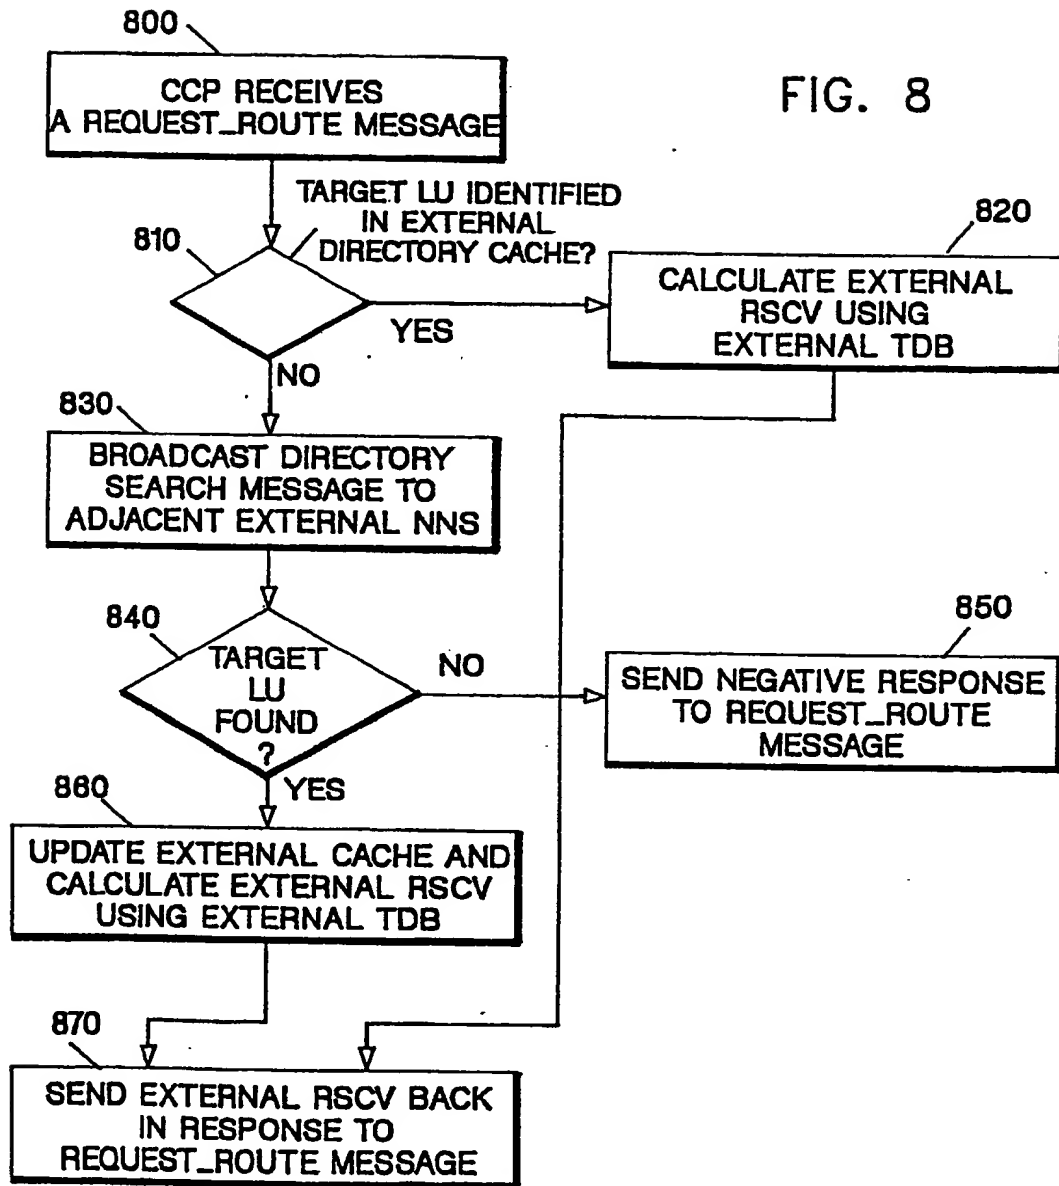 800
CCP RECEIVES
A REQUEST_ROUTE MESSAGE
FIG. 8
TARGET LU IDENTIFIED
IN EXTERNAL
DIRECTORY CACHE?
810
YES
NO
820
CALCULATE EXTERNAL
RSCV USING
EXTERNAL TDB
830
BROADCAST DIRECTORY
SEARCH MESSAGE TO
ADJACENT EXTERNAL NNS
840
TARGET
LU
FOUND
?
NO
YES
850
SEND NEGATIVE RESPONSE
TO REQUEST_ROUTE
MESSAGE
860
UPDATE EXTERNAL CACHE AND
CALCULATE EXTERNAL RSCV
USING EXTERNAL TDB
870
SEND EXTERNAL RSCV BACK
IN RESPONSE TO
REQUEST_ROUTE MESSAGE